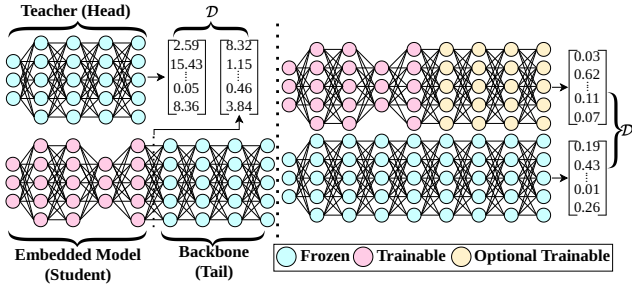 Teacher (Head)
𝒟
2.59
15.43
0.05
8.36
8.32
1.15
0.46
3.84
Embedded Model
(Student)
Backbone
(Tail)
0.03
0.62
0.11
0.07
𝒟
0.19
0.43
0.01
0.26
Frozen Trainable Optional Trainable